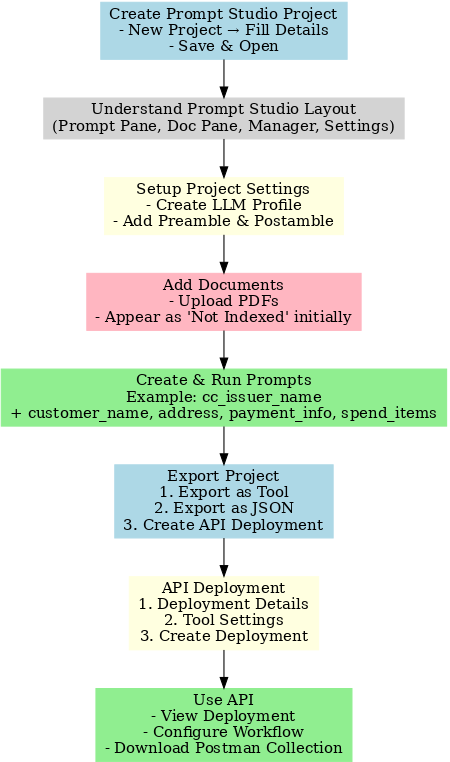 Create Prompt Studio Project
- New Project → Fill Details
- Save & Open
Understand Prompt Studio Layout
(Prompt Pane, Doc Pane, Manager, Settings)
Setup Project Settings
- Create LLM Profile
- Add Preamble & Postamble
Add Documents
- Upload PDFs
- Appear as 'Not Indexed' initially
Create & Run Prompts
Example: cc_issuer_name
+ customer_name, address, payment_info, spend_items
Export Project
1. Export as Tool
2. Export as JSON
3. Create API Deployment
API Deployment
1. Deployment Details
2. Tool Settings
3. Create Deployment
Use API
- View Deployment
- Configure Workflow
- Download Postman Collection